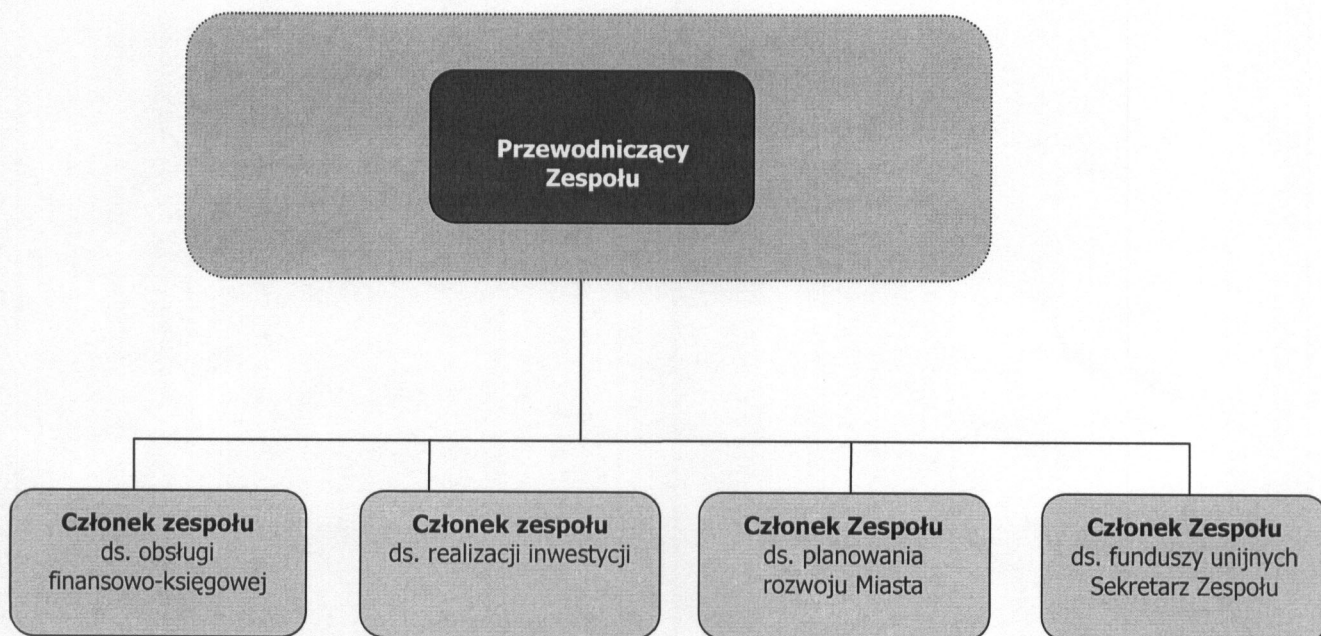 Przewodniczący
Zespołu
Członek zespołu
ds. obsługi
finansowo-księgowej
Członek zespołu
ds. realizacji inwestycji
Członek Zespołu
ds. planowania
rozwoju Miasta
Członek Zespołu
ds. funduszy unijnych
Sekretarz Zespołu